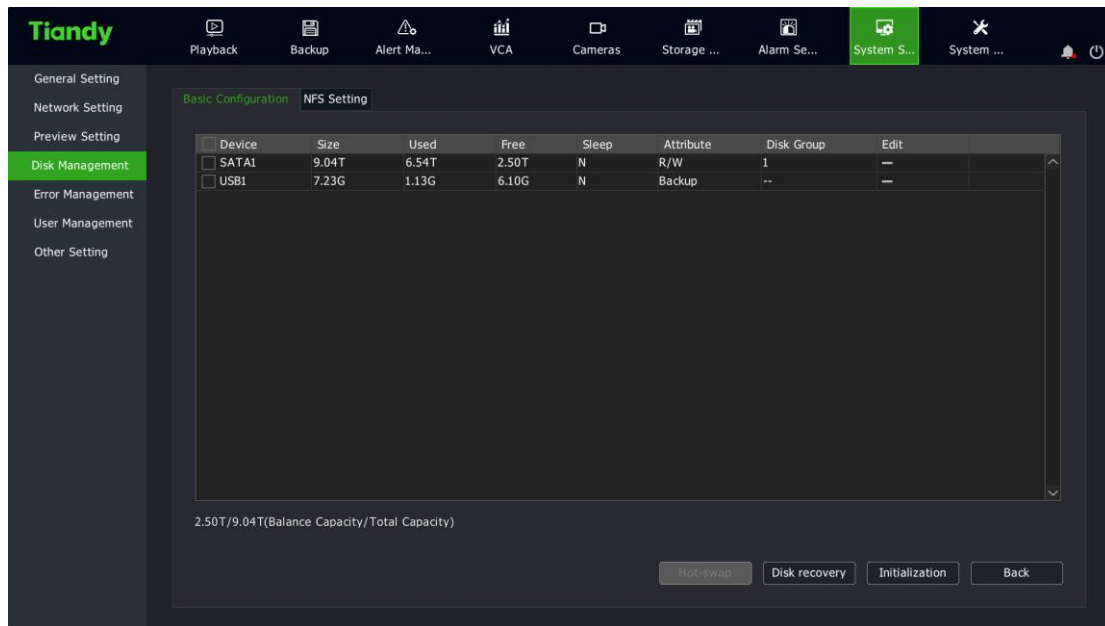 Tiandy
Playback Backup Alert Ma... VCA Cameras Storage ... Alarm Se... System S... System ...
General Setting
Network Setting
Preview Setting
Disk Management
Error Management
User Management
Other Setting
Basic Configuration NFS Setting
Device Size Used Free Sleep Attribute Disk Group Edit
SATA1 9.04T 6.54T 2.50T N R/W 1 —
USB1 7.23G 1.13G 6.10G N Backup -- —
2.50T/9.04T(Balance Capacity/Total Capacity)
Hot-swap Disk recovery Initialization Back